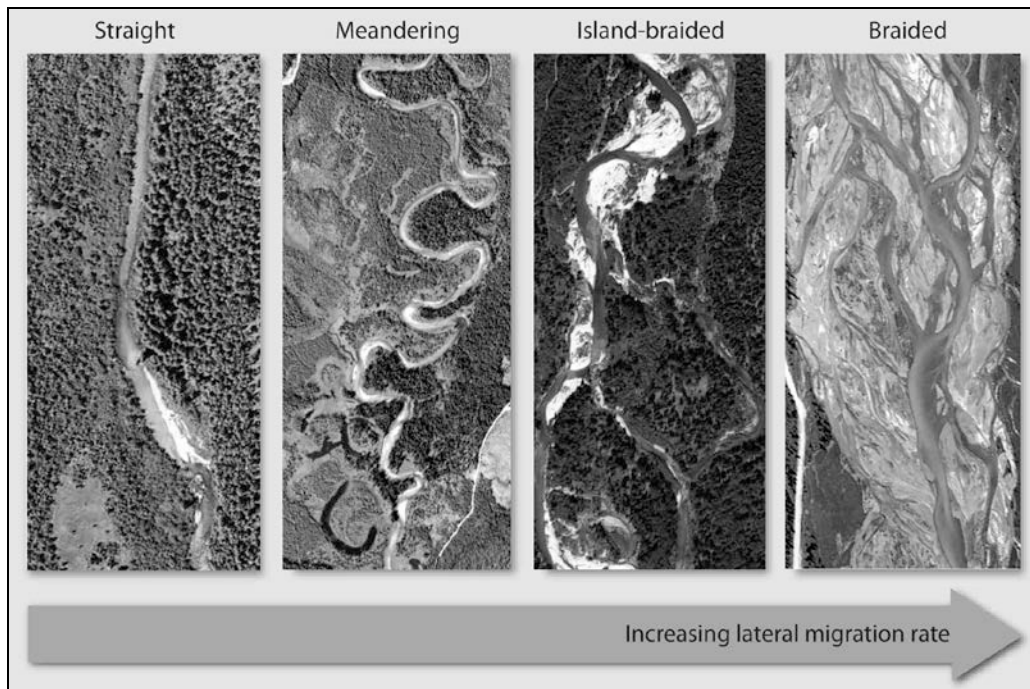 Straight
Meandering
Island-braided
Braided
Increasing lateral migration rate